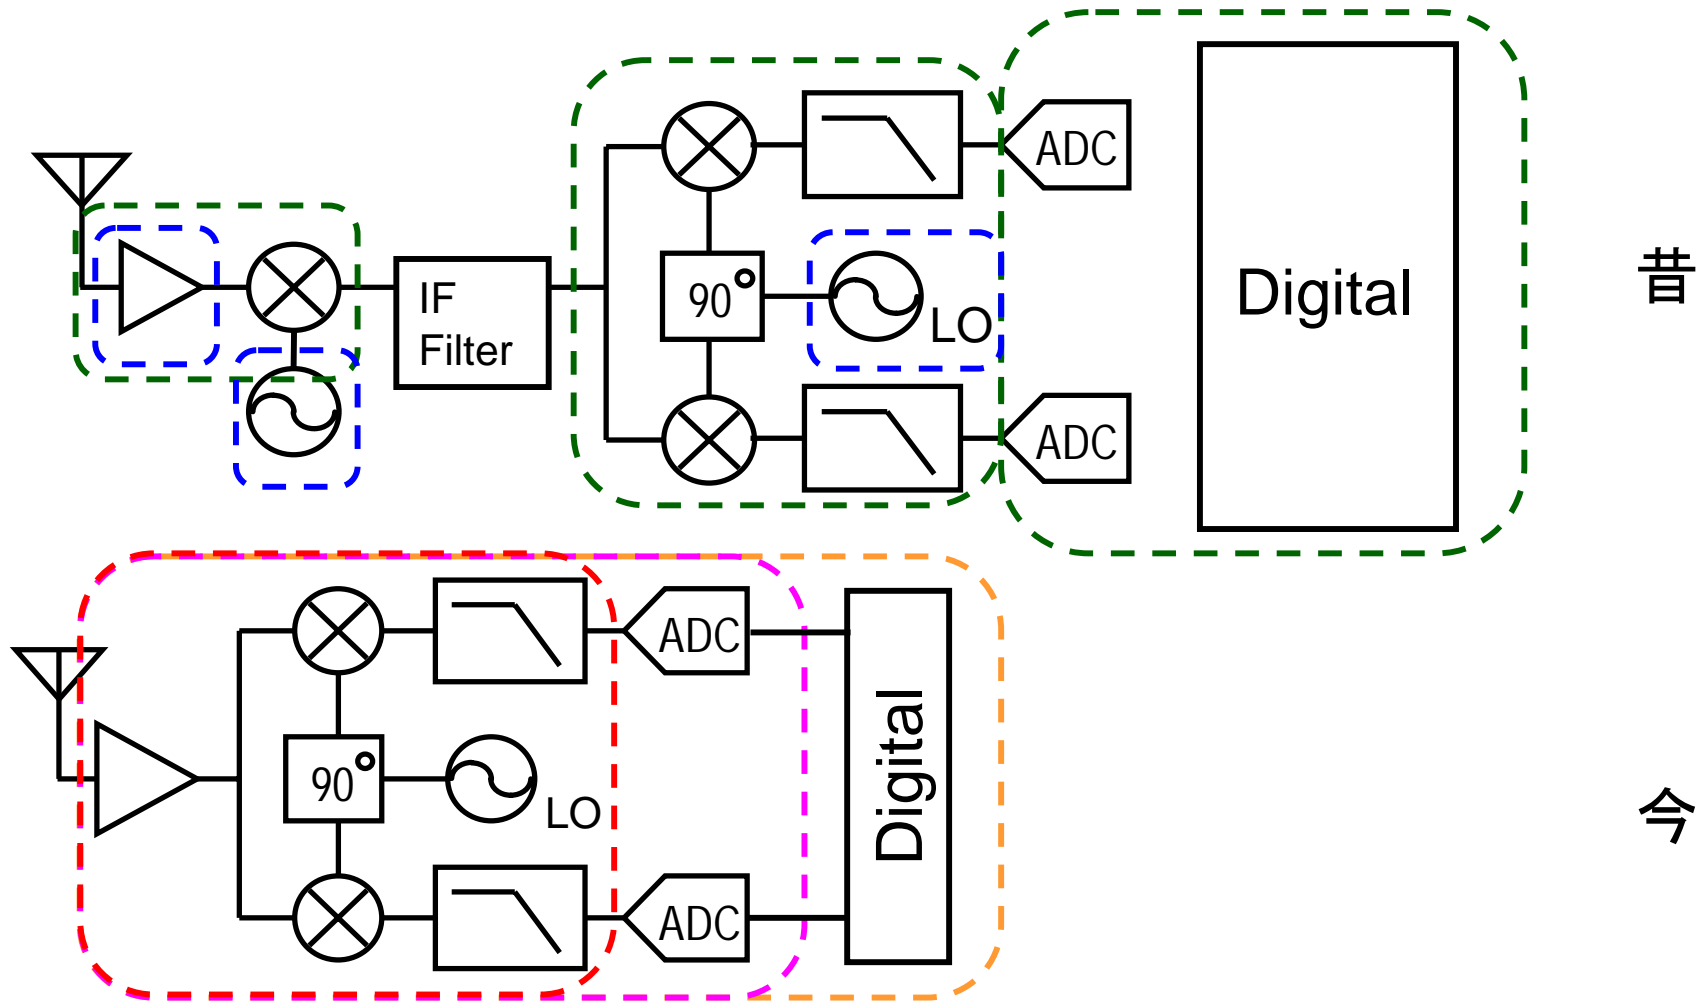 ADC
IF
Filter
90°
LO
ADC
Digital
昔
ADC
90°
LO
ADC
Digital
今